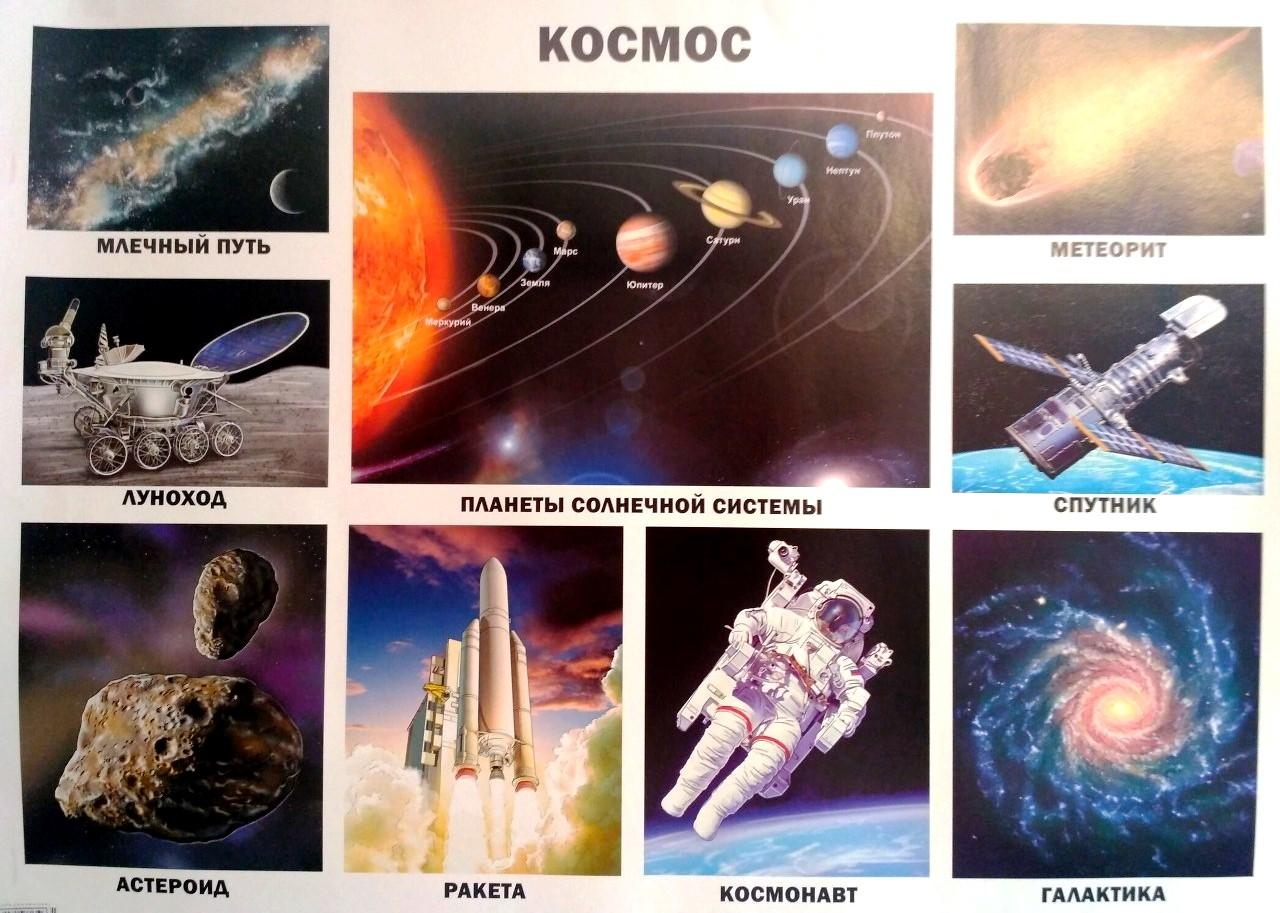 КОСМОС
МЛЕЧНЫЙ ПУТЬ
Плутон
Нептун
Уран
Сатурн
Юпитер
Марс
Земля
Венера
Меркурий
МЕТЕОРИТ
ЛУНОХОД
ПЛАНЕТЫ СОЛНЕЧНОЙ СИСТЕМЫ
СПУТНИК
АСТЕРОИД
РАКЕТА
КОСМОНАВТ
ГАЛАКТИКА